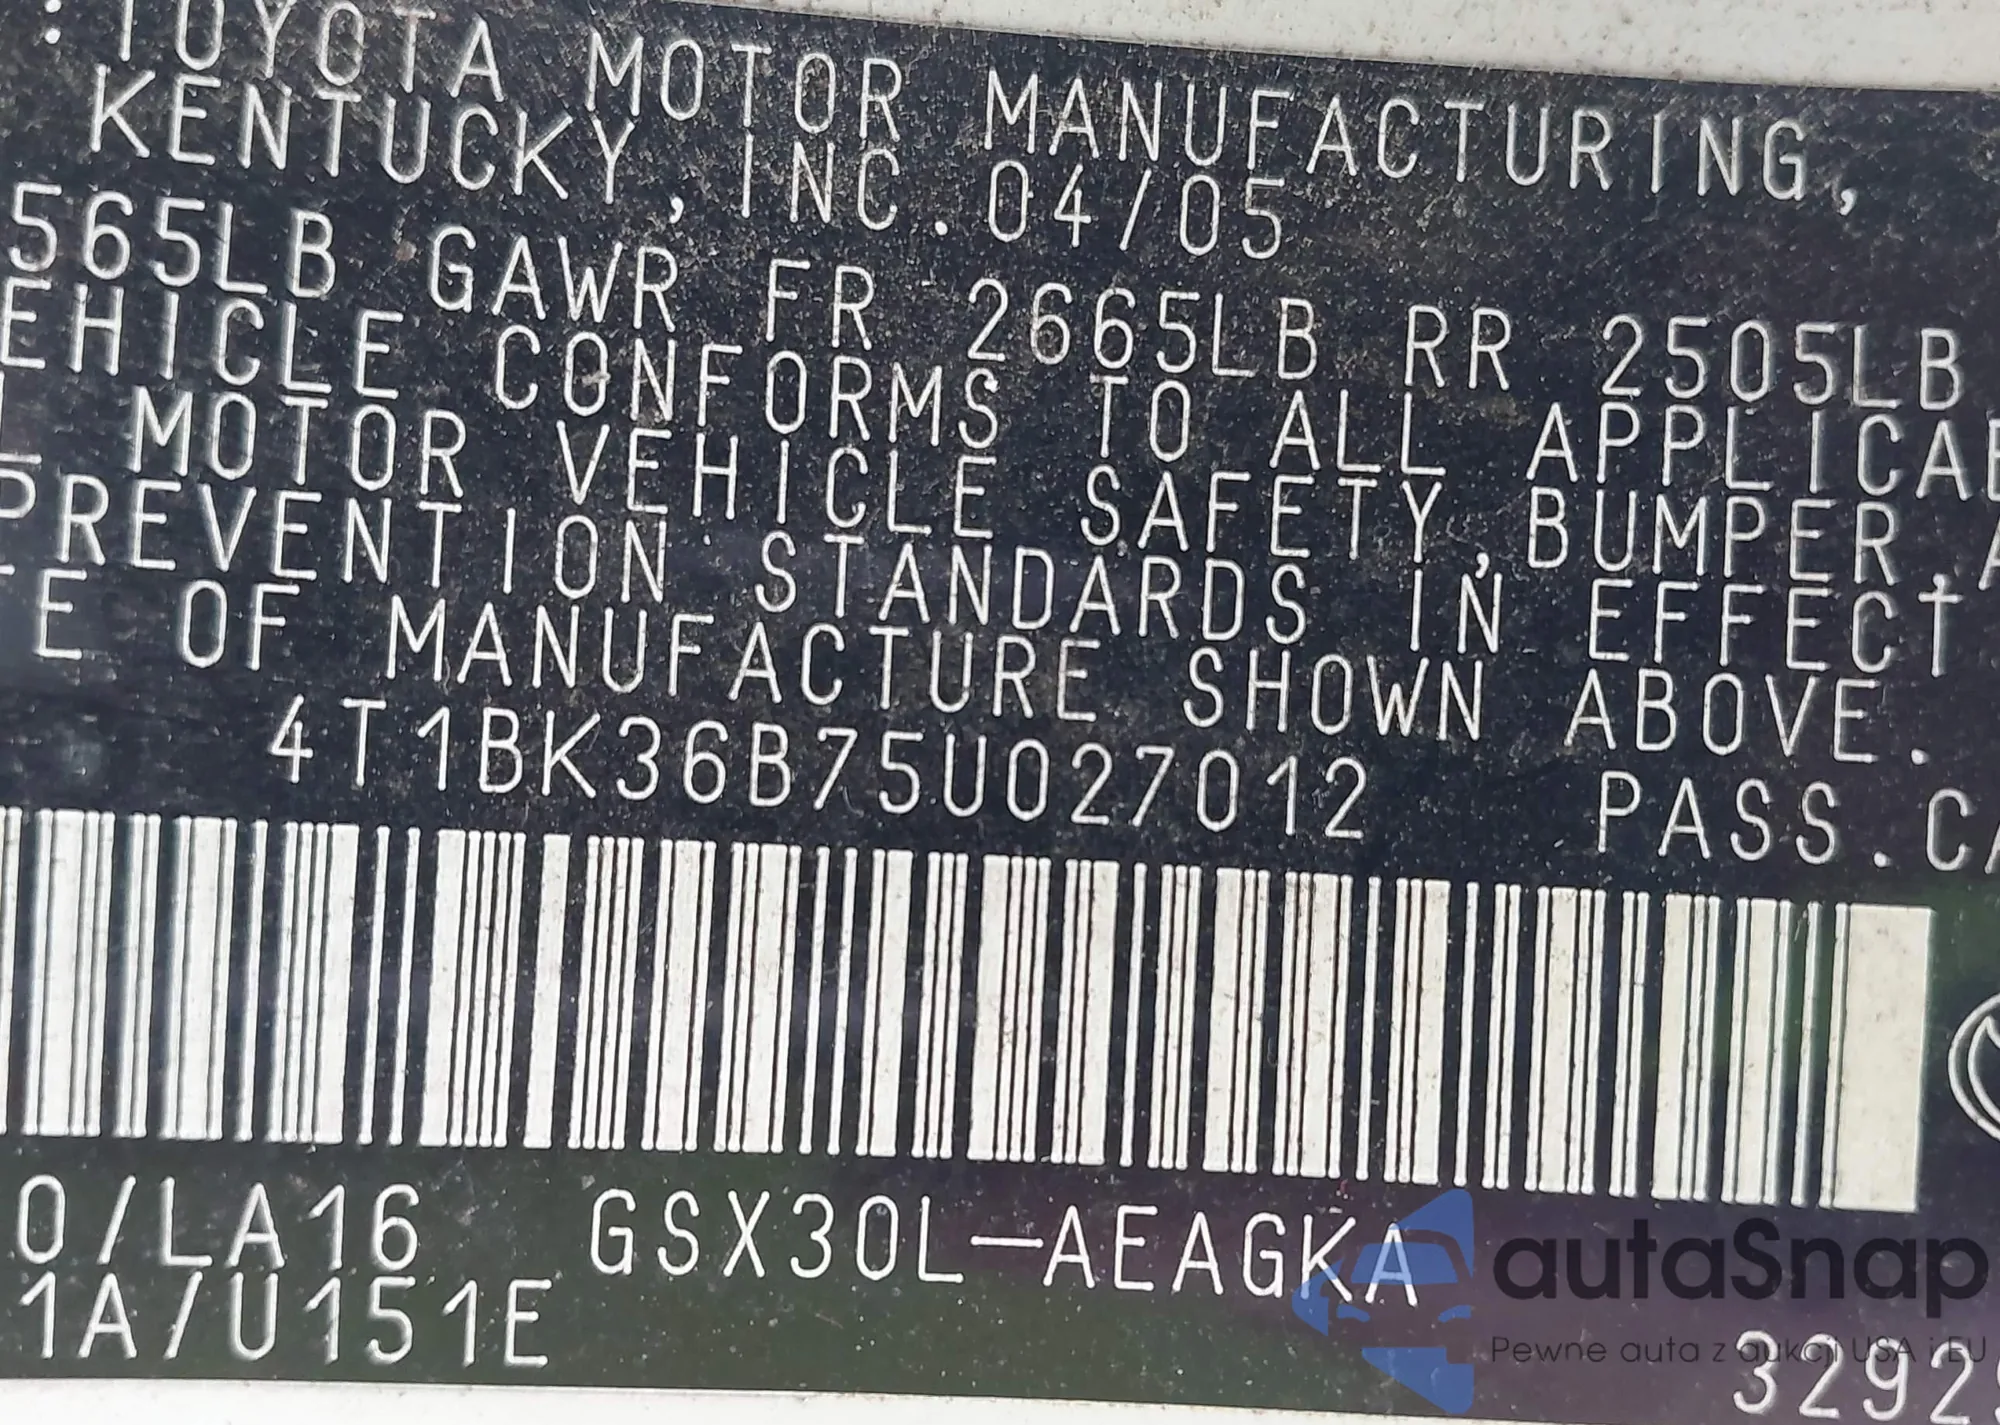 : TOYOTA MOTOR MANUFACTURING,
KENTUCKY, INC. 04/05
565LB GAWR FR 2665LB RR 2505LB
EHICLE CONFORMS TO ALL APPLICAB
L MOTOR VEHICLE SAFETY, BUMPER, A
PREVENTION STANDARDS IN EFFECT
E OF MANUFACTURE SHOWN ABOVE.
4T1BK36B75U027012 PASS.CA
0/LA16 GSX30L-AEAGKA
1A/U151E
3292
autaSnap
Pewne auta z aukcji USA i EU